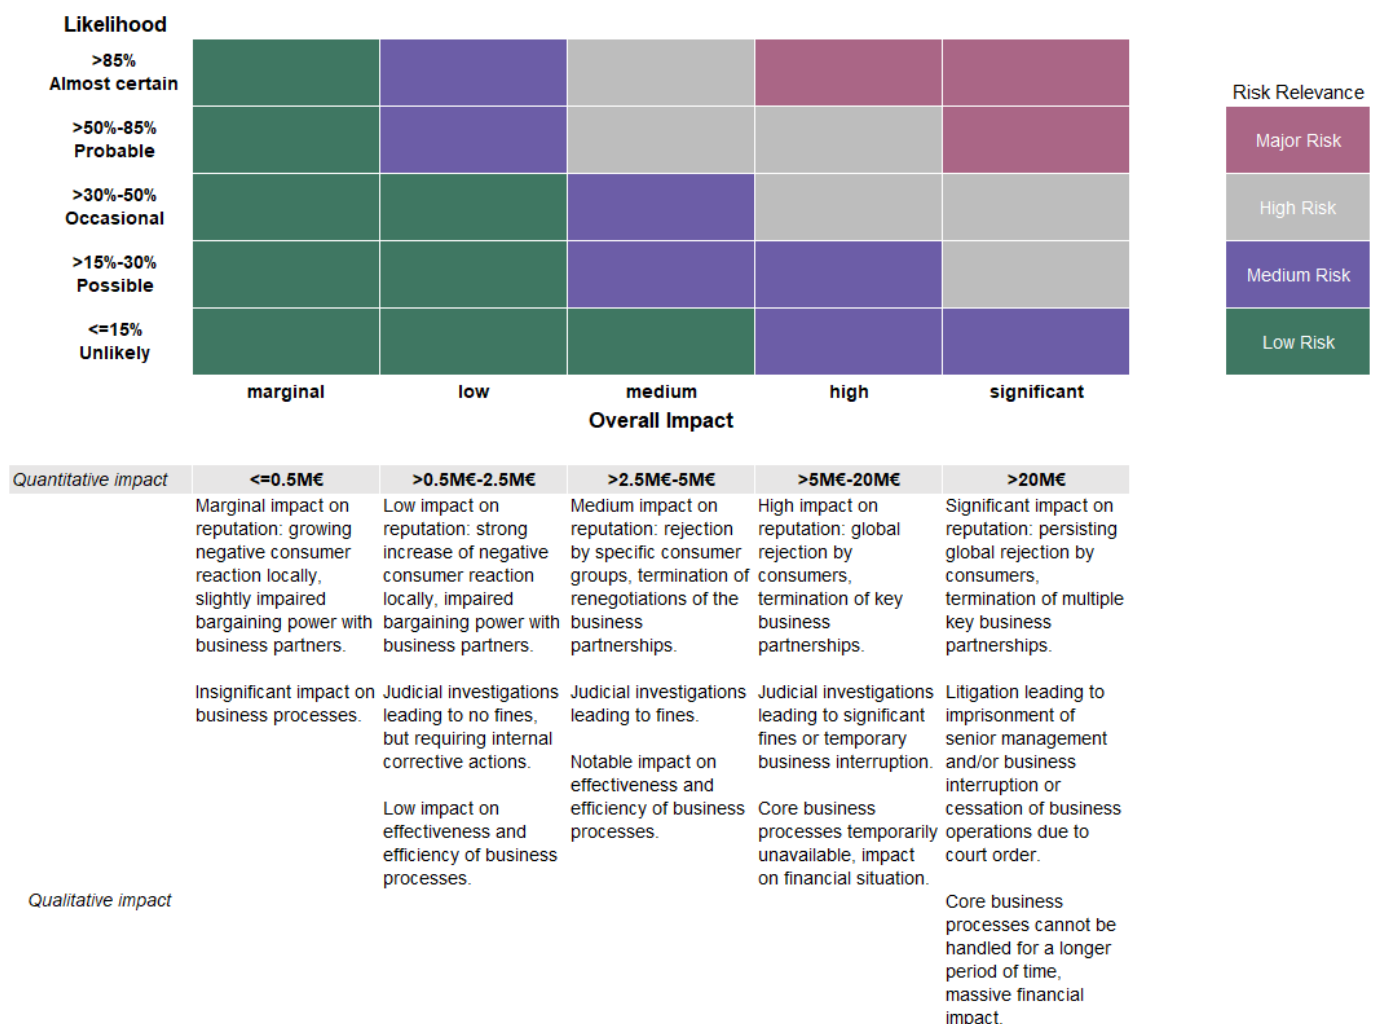 Likelihood
>85%
Almost certain
>50%-85%
Probable
>30%-50%
Occasional
>15%-30%
Possible
<=15%
Unlikely
marginal low medium high significant
Overall Impact
Risk Relevance
Major Risk
High Risk
Medium Risk
Low Risk
Quantitative impact <=0.5M€ >0.5M€-2.5M€ >2.5M€-5M€ >5M€-20M€ >20M€
Qualitative impact
Marginal impact on
reputation: growing
negative consumer
reaction locally,
slightly impaired
bargaining power with
business partners.
Insignificant impact on
business processes.
Low impact on
reputation: strong
increase of negative
consumer reaction
locally, impaired
bargaining power with
business partners.
Judicial investigations
leading to no fines,
but requiring internal
corrective actions.
Low impact on
effectiveness and
efficiency of business
processes.
Medium impact on
reputation: rejection
by specific consumer
groups, termination of
renegotiations of the
business
partnerships.
Judicial investigations
leading to fines.
Notable impact on
effectiveness and
efficiency of business
processes.
High impact on
reputation: global
rejection by
consumers,
termination of key
business
partnerships.
Judicial investigations
leading to significant
fines or temporary
business interruption.
Core business
processes temporarily
unavailable, impact
on financial situation.
Significant impact on
reputation: persisting
global rejection by
consumers,
termination of multiple
key business
partnerships.
Litigation leading to
imprisonment of
senior management
and/or business
interruption or
cessation of business
operations due to
court order.
Core business
processes cannot be
handled for a longer
period of time,
massive financial
impact.